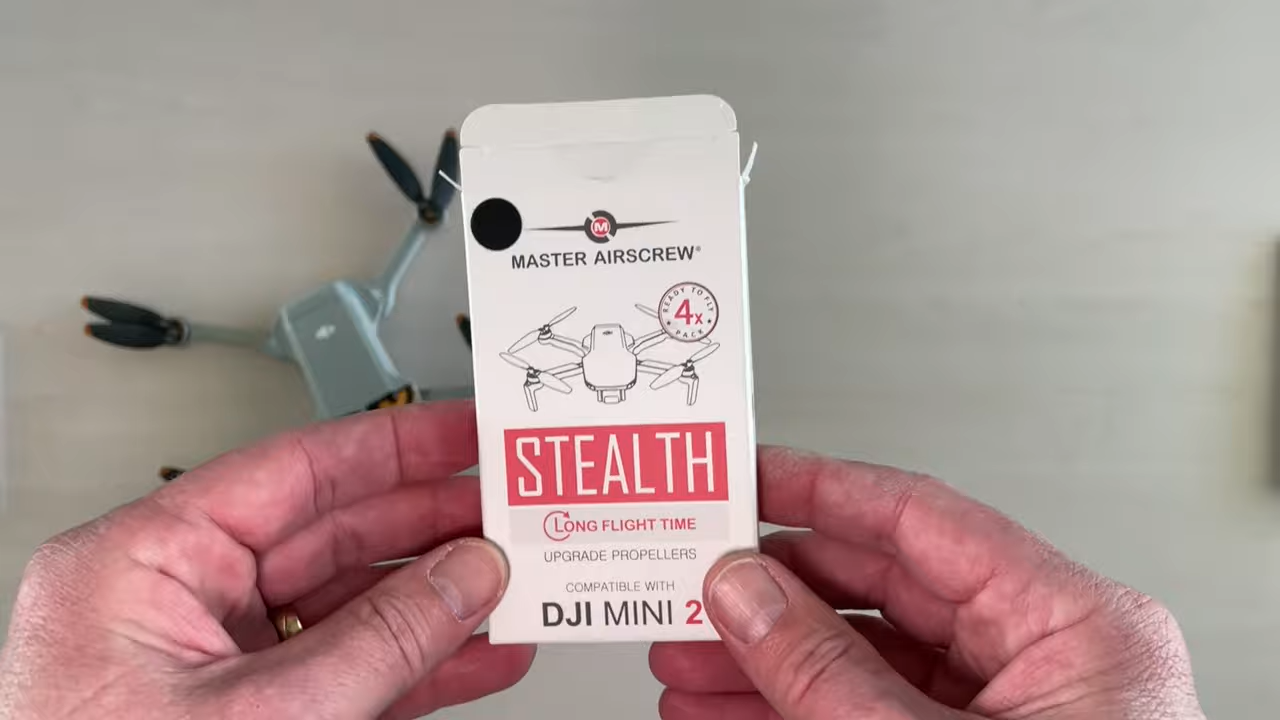 M
MASTER AIRSCREW®
READY TO FLY
4x
PACK
STEALTH
LONG FLIGHT TIME
UPGRADE PROPELLERS
COMPATIBLE WITH
DJI MINI 2